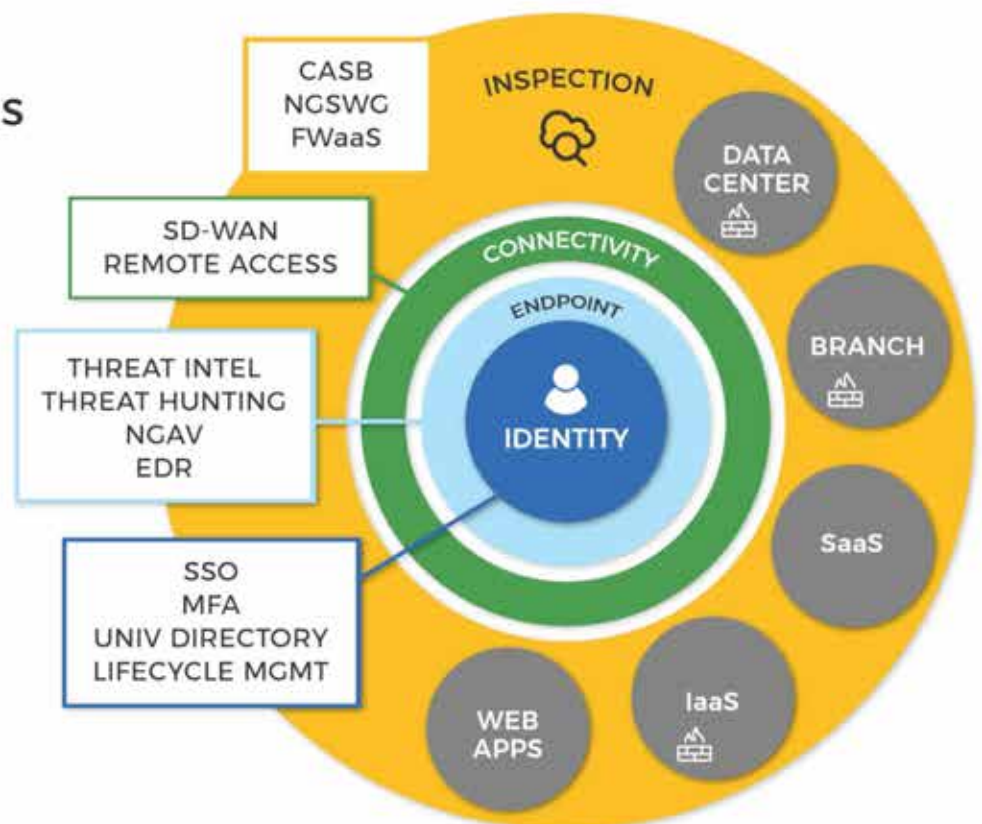 S
CASB
NGSWG
FWaaS
INSPECTION
DATA
CENTER
SD-WAN
REMOTE ACCESS
CONNECTIVITY
BRANCH
ENDPOINT
THREAT INTEL
THREAT HUNTING
NGAV
EDR
IDENTITY
SaaS
SSO
MFA
UNIV DIRECTORY
LIFECYCLE MGMT
IaaS
WEB
APPS